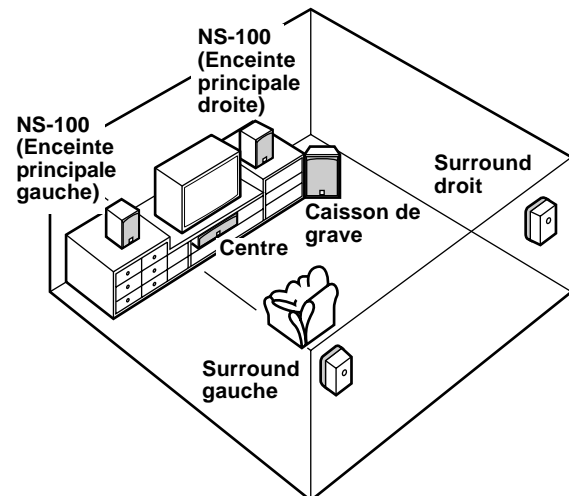 NS-100
(Enceinte
principale
droite)
NS-100
(Enceinte
principale
gauche)
Surround
droit
Caisson de
grave
Centre
Surround
gauche